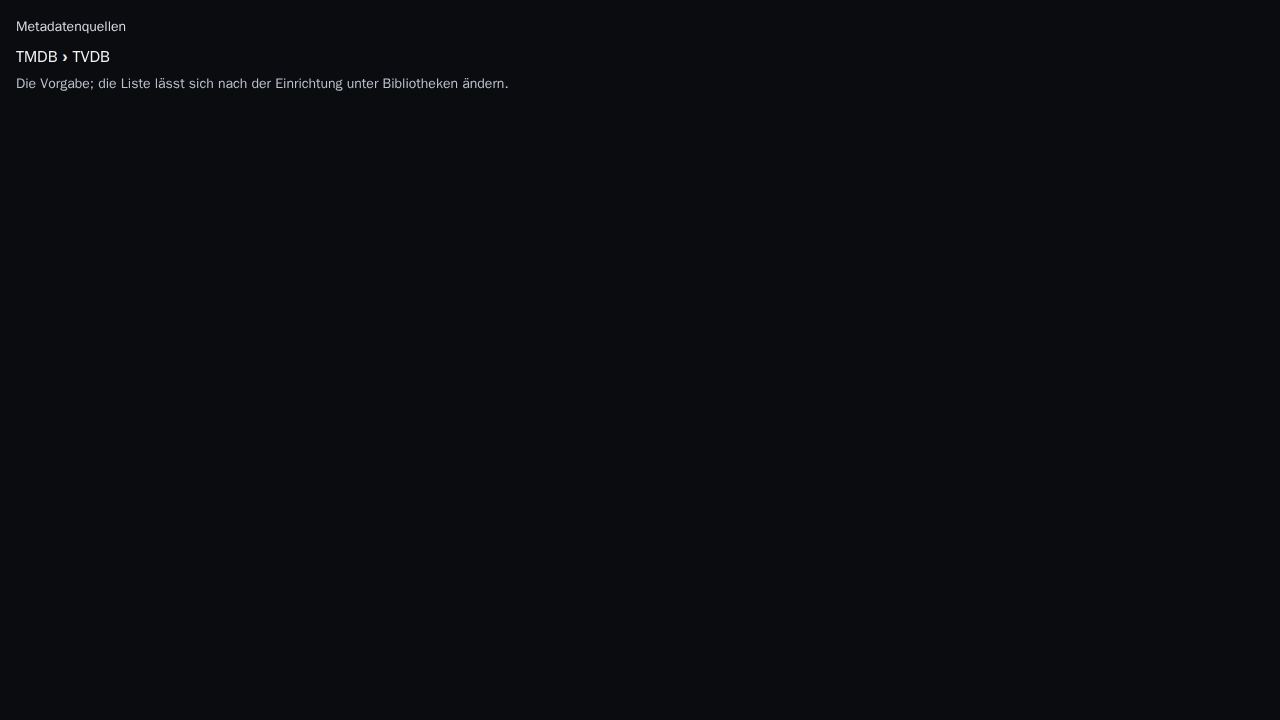 Metadatenquellen
TMDB › TVDB
Die Vorgabe; die Liste lässt sich nach der Einrichtung unter Bibliotheken ändern.